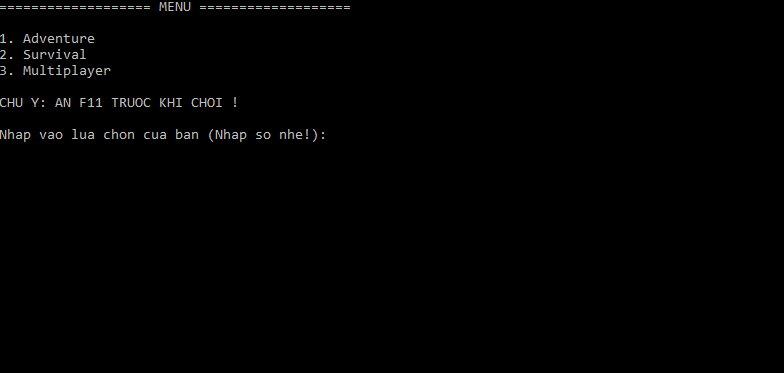 =================== MENU ===================
1. Adventure
2. Survival
3. Multiplayer
CHU Y: AN F11 TRUOC KHI CHOI !
Nhap vao lua chon cua ban (Nhap so nhe!):